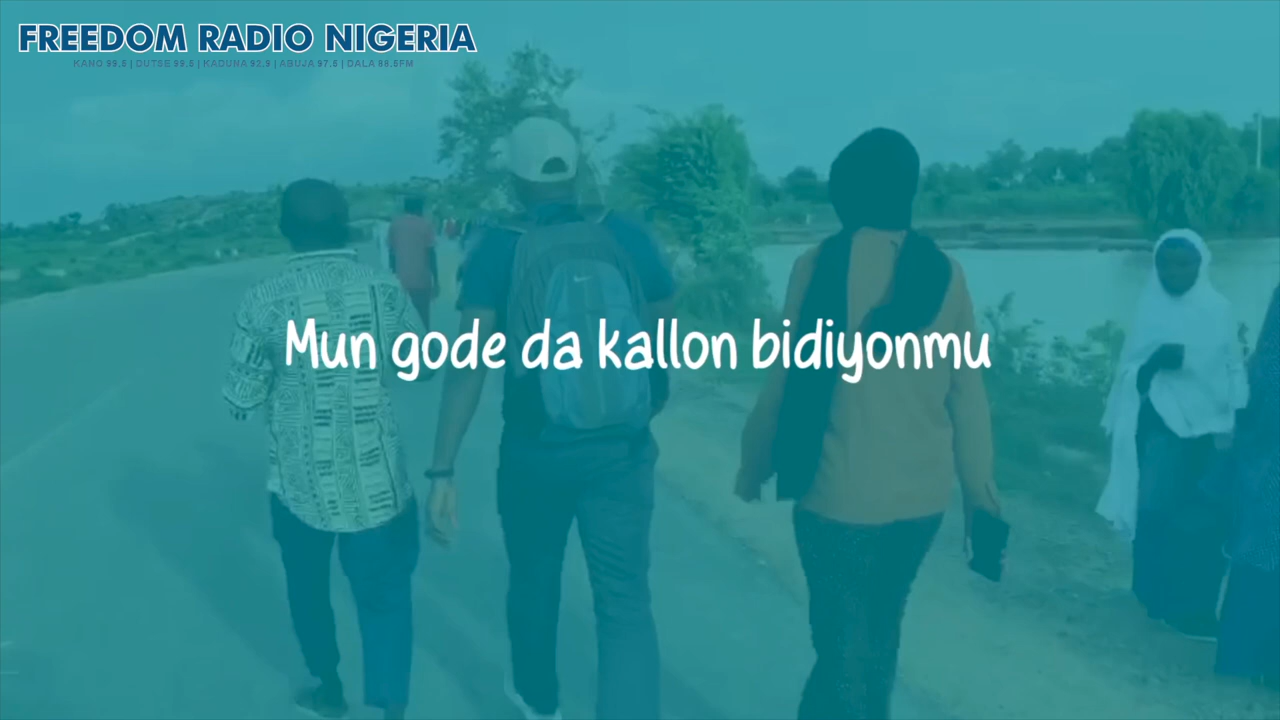 FREEDOM RADIO NIGERIA
KANO 99.5 | DUTSE 99.5 | KADUNA 92.9 | ABUJA 97.5 | DALA 88.5FM
Mun gode da kallon bidiyonmu